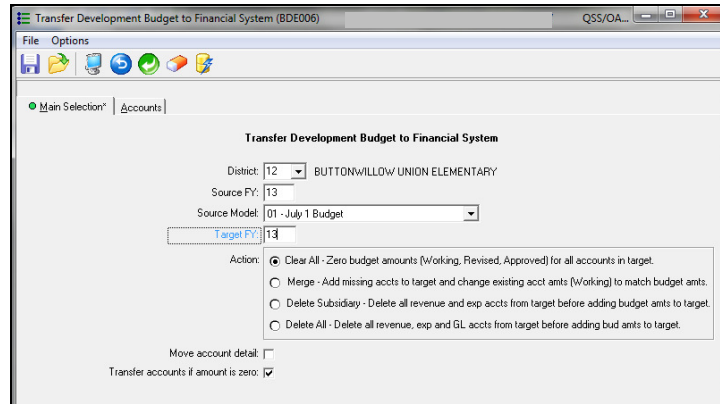 Transfer Development Budget to Financial System (BDE006) QSS/OA...
File Options
Main Selection* Accounts
Transfer Development Budget to Financial System
District: 12 BUTTONWILLOW UNION ELEMENTARY
Source FY: 13
Source Model: 01 - July 1 Budget
Target FY: 13
Action: Clear All - Zero budget amounts (Working, Revised, Approved) for all accounts in target.
Merge - Add missing accts to target and change existing acct amts (Working) to match budget amts.
Delete Subsidiary - Delete all revenue and exp accts from target before adding budget amts to target.
Delete All - Delete all revenue, exp and GL accts from target before adding bud amts to target.
Move account detail:
Transfer accounts if amount is zero: